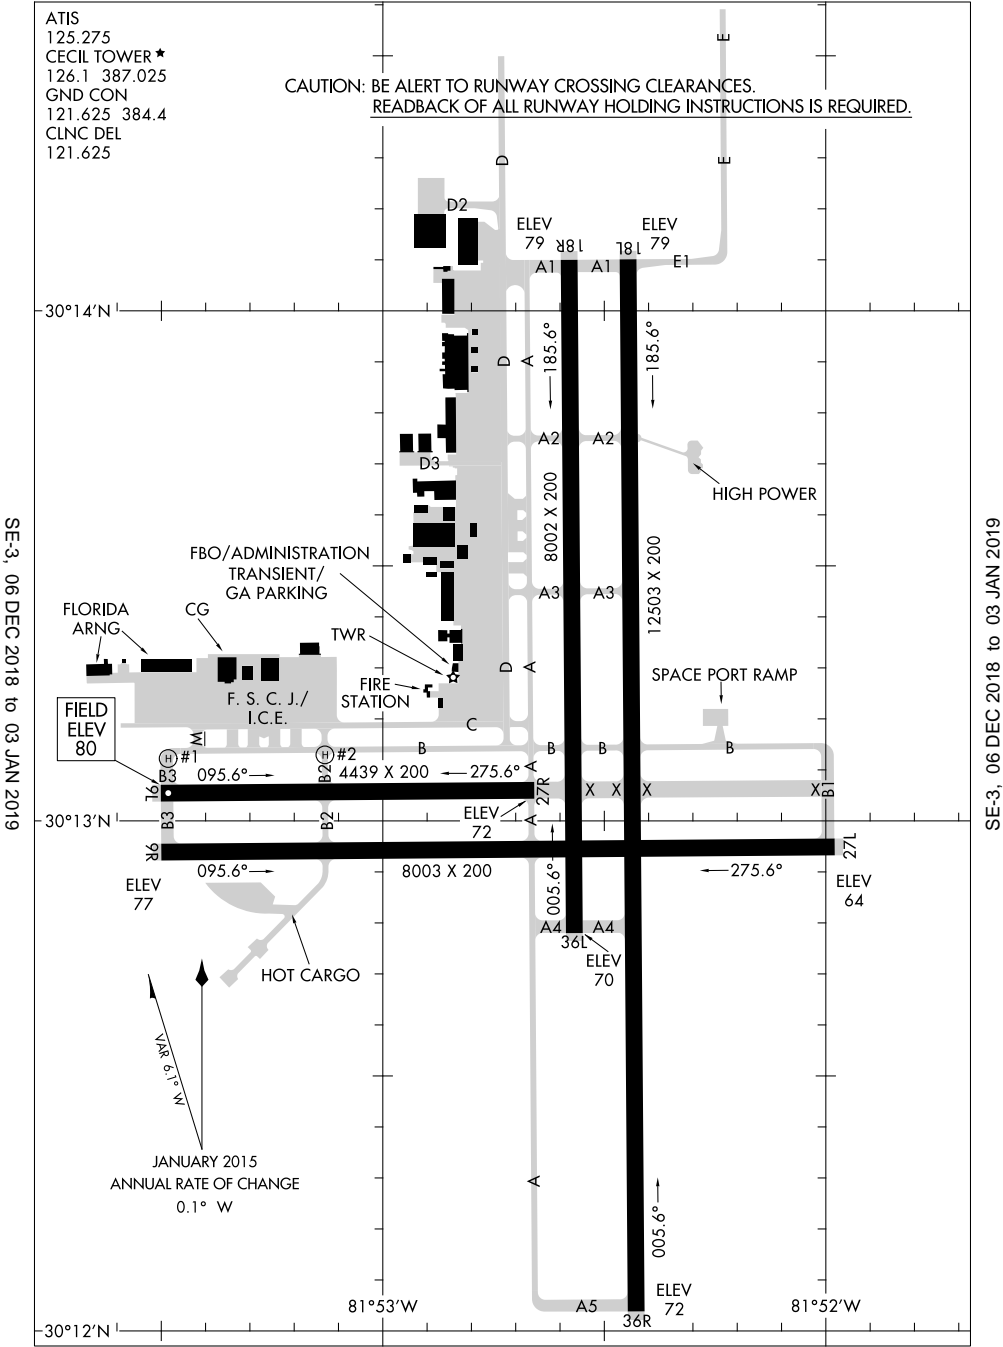 ATIS
125.275
CECIL TOWER ★
126.1 387.025
GND CON
121.625 384.4
CLNC DEL
121.625
CAUTION: BE ALERT TO RUNWAY CROSSING CLEARANCES.
READBACK OF ALL RUNWAY HOLDING INSTRUCTIONS IS REQUIRED.
E
E
D
D2
ELEV
79
18R
18L
ELEV
79
A1
A1
E1
30°14'N
185.6°
185.6°
D
A
A2
A2
D3
HIGH POWER
8002 X 200
12503 X 200
FBO/ADMINISTRATION
TRANSIENT/
GA PARKING
A3
A3
FLORIDA
ARNG
CG
TWR
D
A
SPACE PORT RAMP
FIRE
STATION
F. S. C. J./
I.C.E.
FIELD
ELEV
80
C
M
H #1
H #2
B
B
B
B
A
B3
B2
095.6°
4439 X 200
275.6°
9L
27R
X
X
X
X
B1
ELEV
72
30°13'N
B3
B2
A
9R
27L
095.6°
8003 X 200
275.6°
ELEV
77
ELEV
64
005.6°
A4
A4
36L
ELEV
70
HOT CARGO
VAR 6.1° W
JANUARY 2015
ANNUAL RATE OF CHANGE
0.1° W
A
005.6°
A5
36R
ELEV
72
81°53'W
81°52'W
30°12'N
SE-3, 06 DEC 2018 to 03 JAN 2019
SE-3, 06 DEC 2018 to 03 JAN 2019